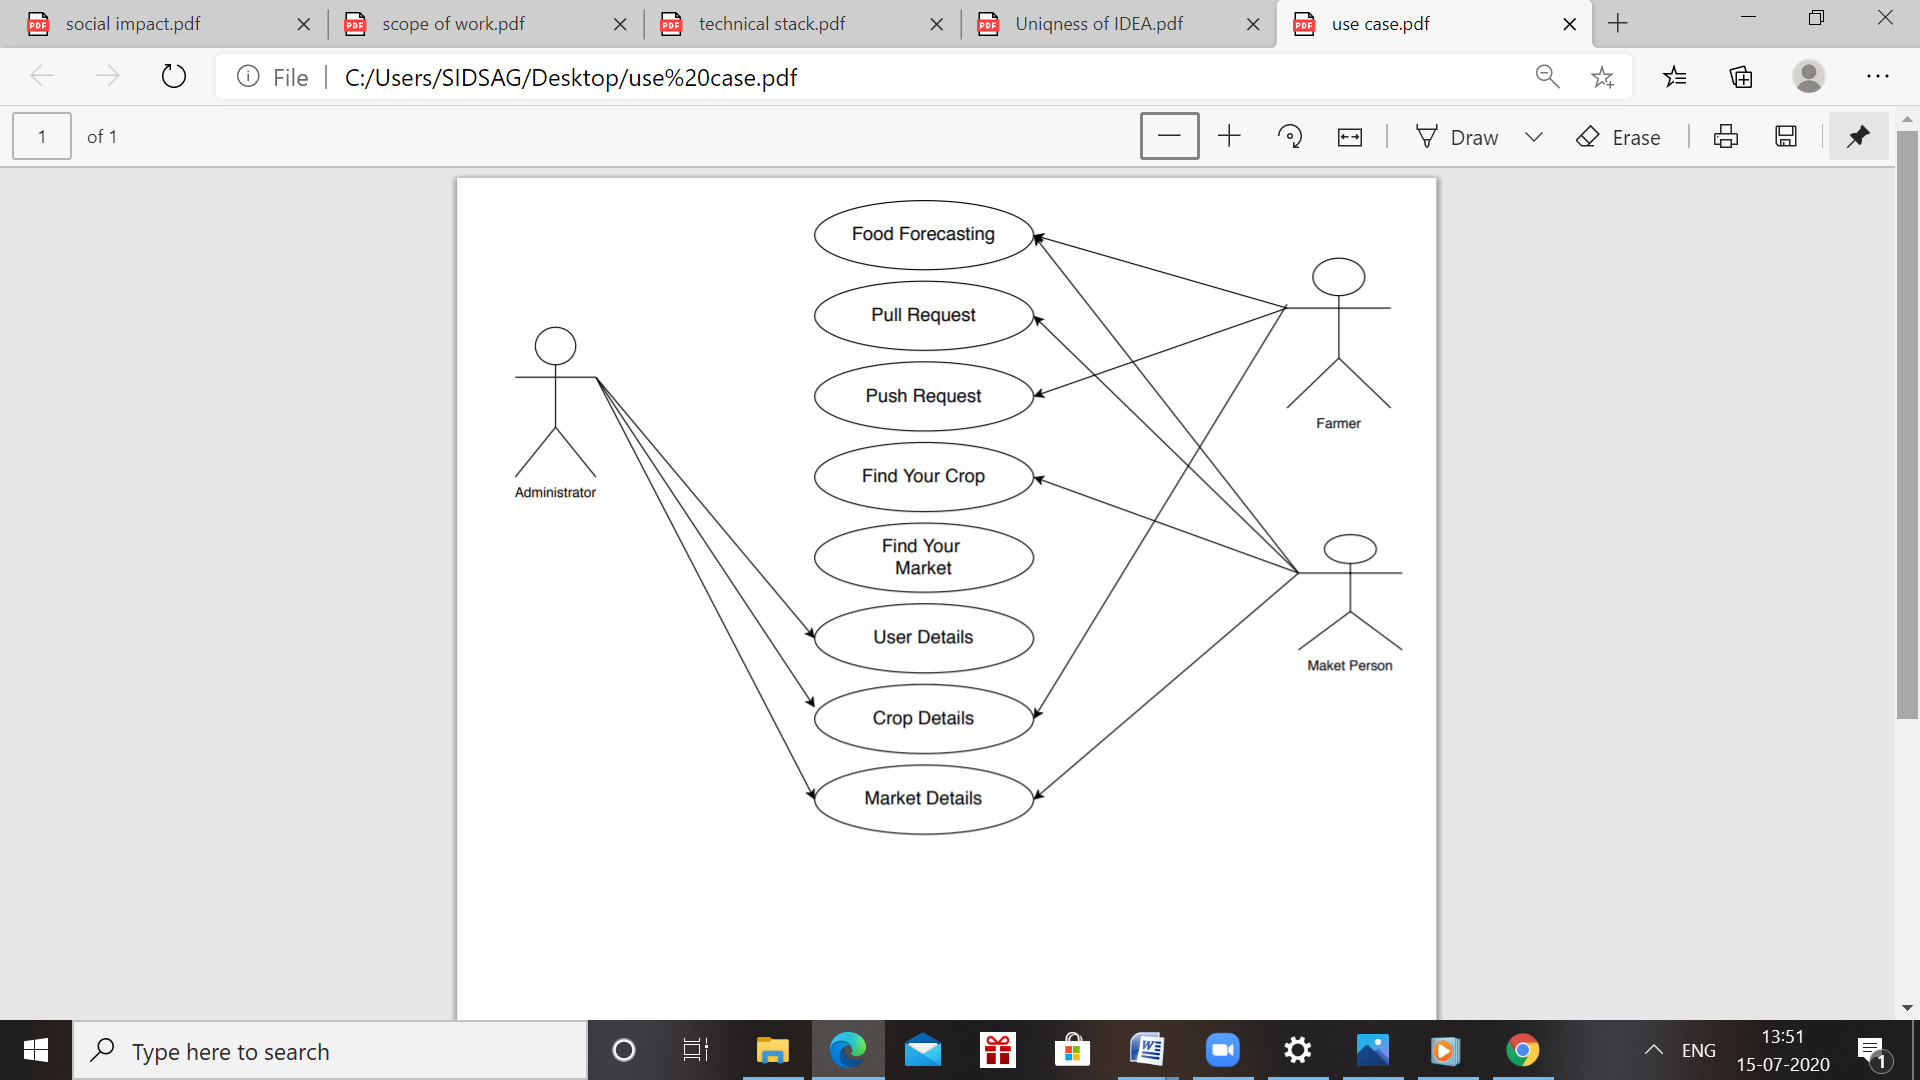 social impact.pdf
scope of work.pdf
technical stack.pdf
Uniqness of IDEA.pdf
use case.pdf
File
C:/Users/SIDSAG/Desktop/use%20case.pdf
1 of 1
Draw
Erase
Food Forecasting
Pull Request
Push Request
Find Your Crop
Find Your
Market
User Details
Crop Details
Market Details
Administrator
Farmer
Maket Person
Type here to search
ENG
13:51
15-07-2020
1